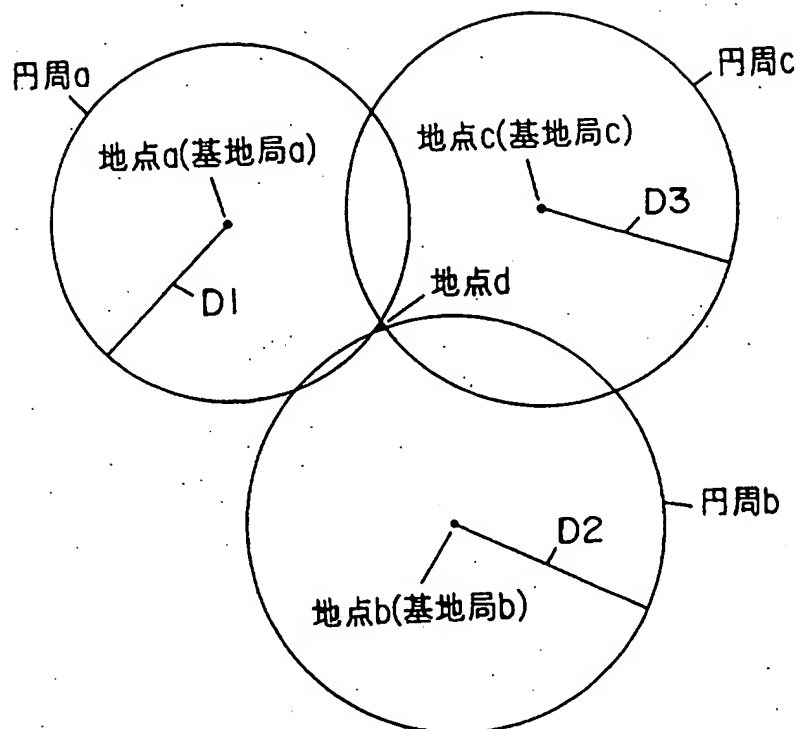 円周a
円周c
地点a(基地局a)
地点c(基地局c)
D3
地点d
D1
円周b
D2
地点b(基地局b)